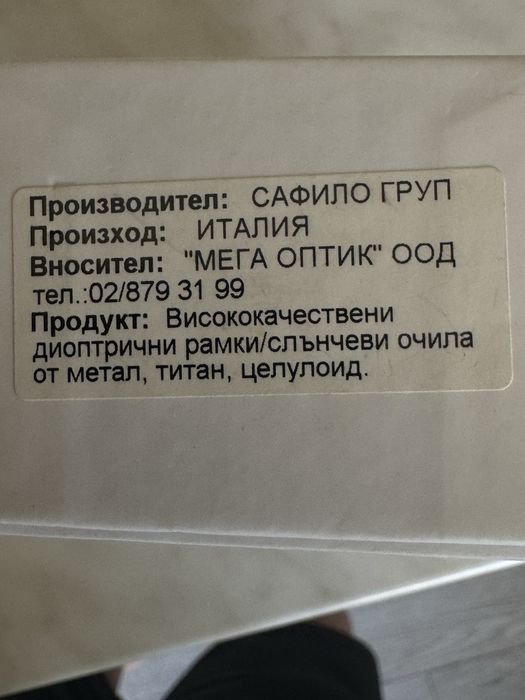 Производител: САФИЛО ГРУП
Произход: ИТАЛИЯ
Вносител: "МЕГА ОПТИК" ООД
тел.:02/879 31 99
Продукт: Висококачествени
диоптрични рамки/слънчеви очила
от метал, титан, целулоид.